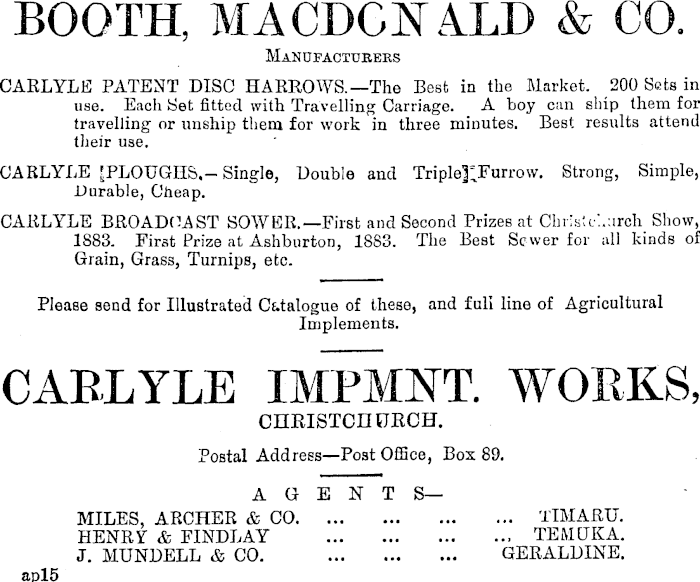 BOOTH, MACDONALD & CO.
MANUFACTURERS
CARLYLE PATENT DISC HARROWS.—The Best in the Market. 200 Sets in
use. Each Set fitted with Travelling Carriage. A boy can ship them for
travelling or unship them for work in three minutes. Best results attend
their use.
CARLYLE PLOUGHS.—Single, Double and Triple Furrow. Strong, Simple,
Durable, Cheap.
CARLYLE BROADCAST SOWER.—First and Second Prizes at Christchurch Show,
1883. First Prize at Ashburton, 1883. The Best Sower for all kinds of
Grain, Grass, Turnips, etc.
Please send for Illustrated Catalogue of these, and full line of Agricultural
Implements.
CARLYLE IMPMNT. WORKS,
CHRISTCHURCH.
Postal Address—Post Office, Box 89.
AGENTS—
MILES, ARCHER & CO. ... ... ... ... TIMARU.
HENRY & FINDLAY ... ... ... ... TEMUKA.
J. MUNDELL & CO. ... ... ... GERALDINE.
ap15